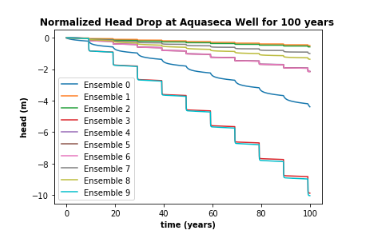 Normalized Head Drop at Aquaseca Well for 100 years
head (m)
0
−2
−4
−6
−8
−10
Ensemble 0
Ensemble 1
Ensemble 2
Ensemble 3
Ensemble 4
Ensemble 5
Ensemble 6
Ensemble 7
Ensemble 8
Ensemble 9
0 20 40 60 80 100
time (years)